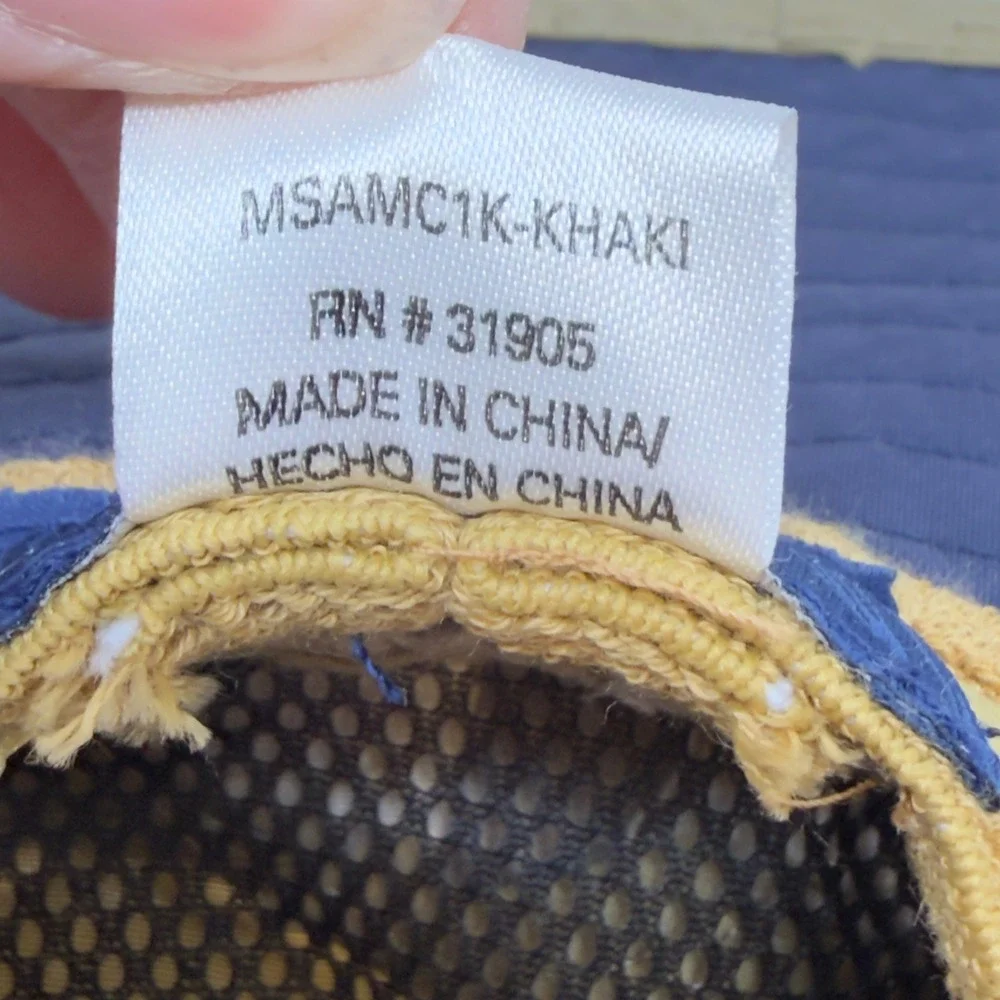 MSAMC1K-KHAKI
RN # 31905
MADE IN CHINA/
HECHO EN CHINA